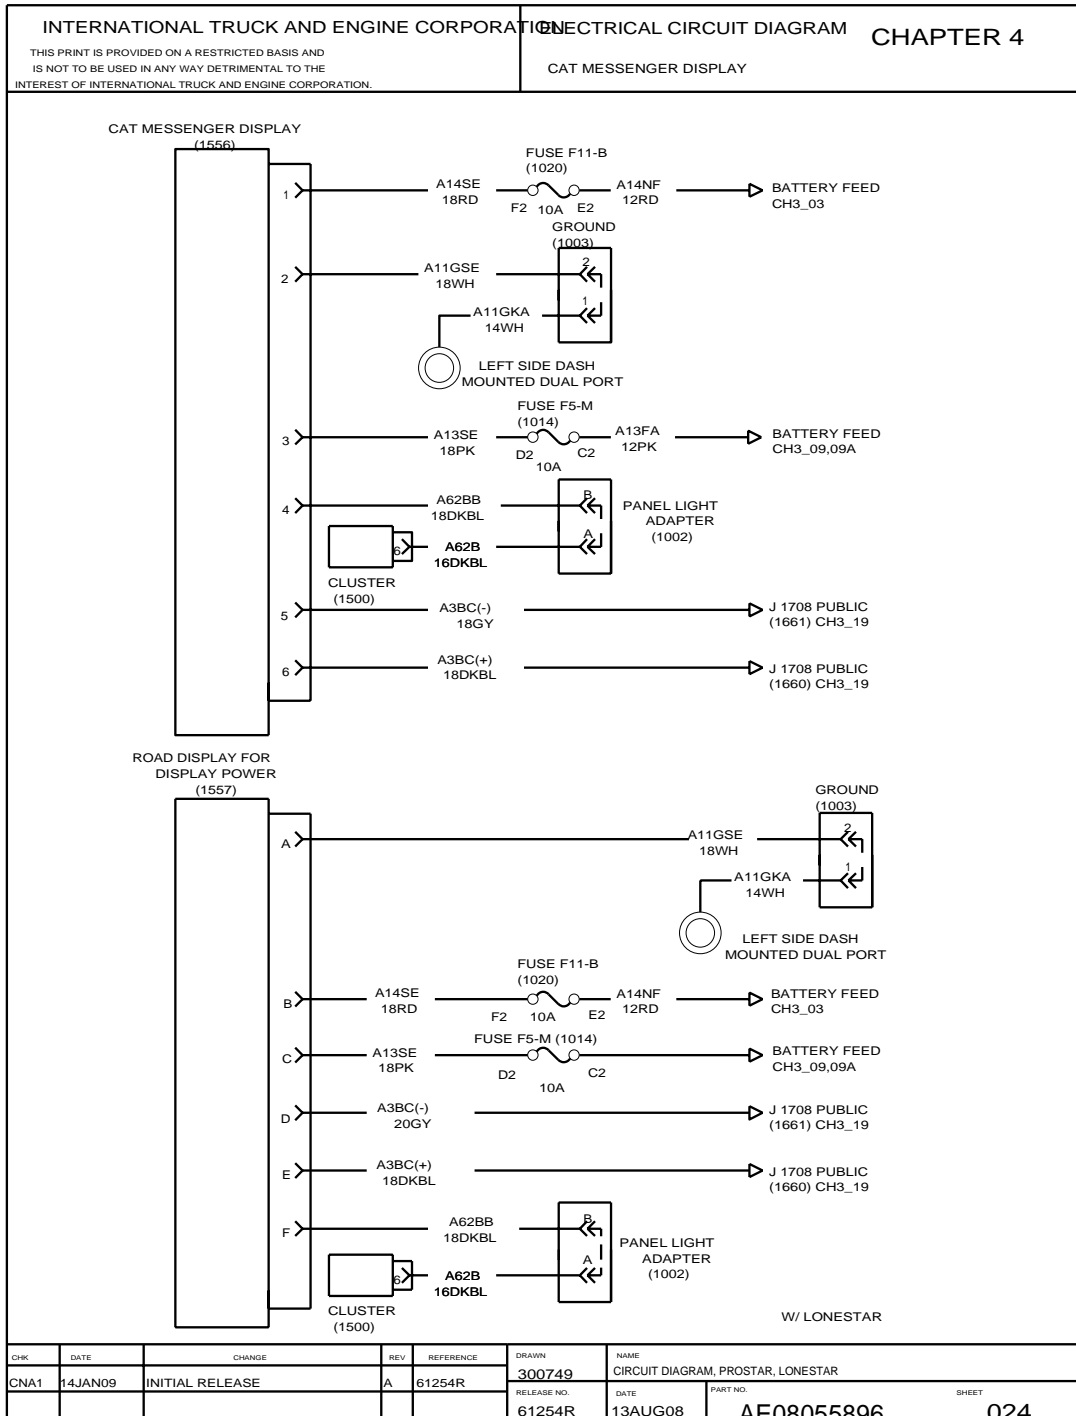 INTERNATIONAL TRUCK AND ENGINE CORPORATION
THIS PRINT IS PROVIDED ON A RESTRICTED BASIS AND
IS NOT TO BE USED IN ANY WAY DETRIMENTAL TO THE
INTEREST OF INTERNATIONAL TRUCK AND ENGINE CORPORATION.
ELECTRICAL CIRCUIT DIAGRAM
CHAPTER 4
CAT MESSENGER DISPLAY
CAT MESSENGER DISPLAY
(1556)
1
A14SE
18RD
FUSE F11-B
(1020)
F2 10A E2
A14NF
12RD
BATTERY FEED
CH3_03
2
A11GSE
18WH
GROUND
(1003)
2
1
A11GKA
14WH
LEFT SIDE DASH
MOUNTED DUAL PORT
3
A13SE
18PK
FUSE F5-M
(1014)
D2 C2
10A
A13FA
12PK
BATTERY FEED
CH3_09,09A
4
A62BB
18DKBL
B
A
PANEL LIGHT
ADAPTER
(1002)
6
A62B
16DKBL
CLUSTER
(1500)
5
A3BC(-)
18GY
J 1708 PUBLIC
(1661) CH3_19
6
A3BC(+)
18DKBL
J 1708 PUBLIC
(1660) CH3_19
ROAD DISPLAY FOR
DISPLAY POWER
(1557)
A
A11GSE
18WH
GROUND
(1003)
2
1
A11GKA
14WH
LEFT SIDE DASH
MOUNTED DUAL PORT
B
A14SE
18RD
FUSE F11-B
(1020)
F2 10A E2
A14NF
12RD
BATTERY FEED
CH3_03
C
A13SE
18PK
FUSE F5-M (1014)
D2 C2
10A
BATTERY FEED
CH3_09,09A
D
A3BC(-)
20GY
J 1708 PUBLIC
(1661) CH3_19
E
A3BC(+)
18DKBL
J 1708 PUBLIC
(1660) CH3_19
F
A62BB
18DKBL
B
A
PANEL LIGHT
ADAPTER
(1002)
6
A62B
16DKBL
CLUSTER
(1500)
W/ LONESTAR
CHK DATE CHANGE REV REFERENCE
CNA1 14JAN09 INITIAL RELEASE A 61254R
DRAWN
300749
NAME
CIRCUIT DIAGRAM, PROSTAR, LONESTAR
RELEASE NO.
61254R
DATE
13AUG08
PART NO.
AE08055896
SHEET
024